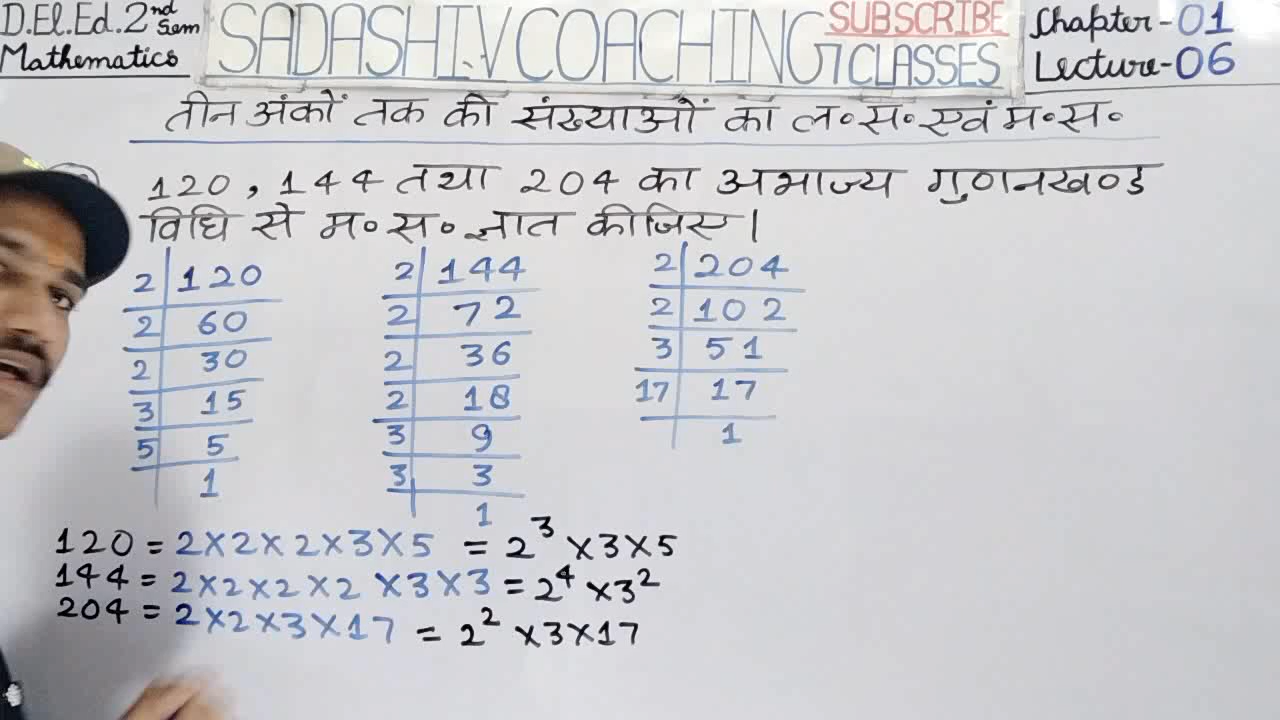 D.El.Ed. 2nd Sem
Mathematics
SADASHIV COACHING CLASSES
SUBSCRIBE
Chapter-01
Lecture-06
तीन अंकों तक की संख्याओं का ल॰स॰ एवं म॰स॰
120, 144 तथा 204 का अभाज्य गुणनखण्ड
विधि से म॰स॰ ज्ञात कीजिए।
2 | 120
2 | 60
2 | 30
3 | 15
5 | 5
1
2 | 144
2 | 72
2 | 36
2 | 18
3 | 9
3 | 3
1
2 | 204
2 | 102
3 | 51
17 | 17
1
120 = 2×2×2×3×5 = 2³×3×5
144 = 2×2×2×2×3×3 = 2⁴×3²
204 = 2×2×3×17 = 2²×3×17